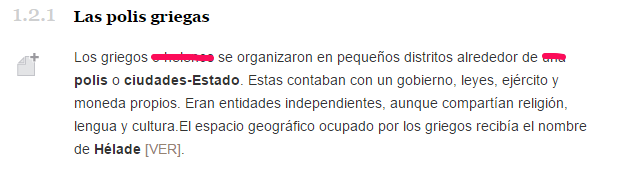 1.2.1 Las polis griegas
Los griegos o helenos se organizaron en pequeños distritos alrededor de una
polis o ciudades-Estado. Estas contaban con un gobierno, leyes, ejército y
moneda propios. Eran entidades independientes, aunque compartían religión,
lengua y cultura.El espacio geográfico ocupado por los griegos recibía el nombre
de Hélade [VER].